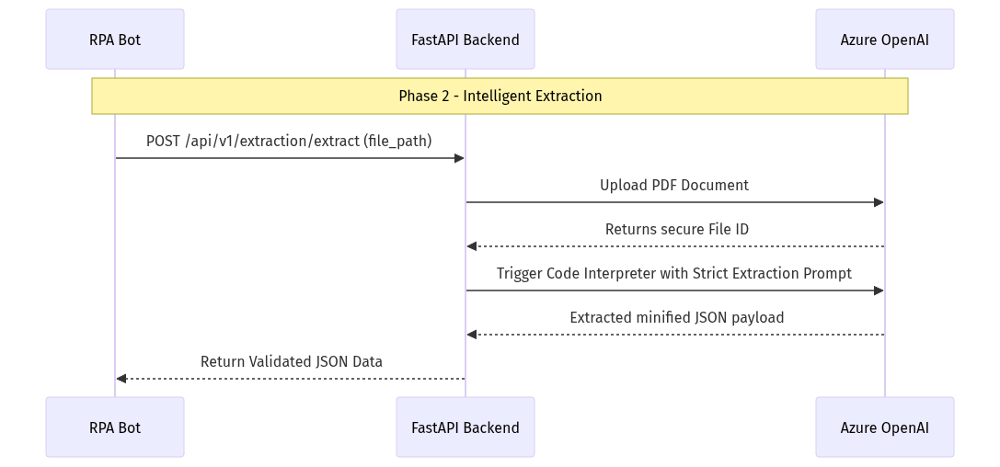 RPA Bot
FastAPI Backend
Azure OpenAI
Phase 2 - Intelligent Extraction
POST /api/v1/extraction/extract (file_path)
Upload PDF Document
Returns secure File ID
Trigger Code Interpreter with Strict Extraction Prompt
Extracted minified JSON payload
Return Validated JSON Data
RPA Bot
FastAPI Backend
Azure OpenAI